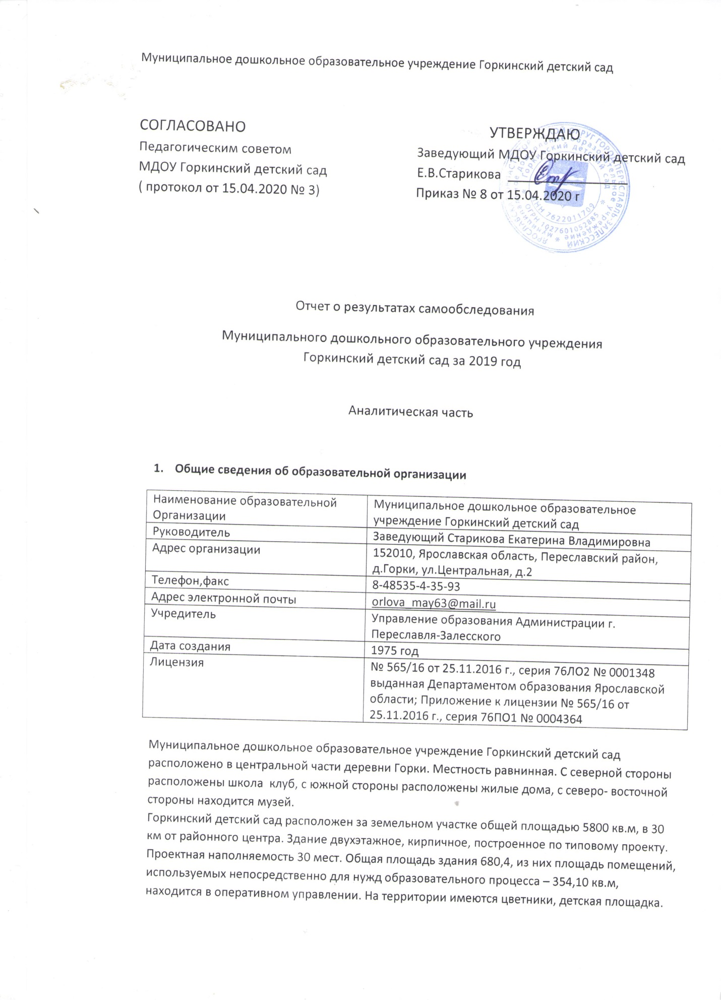 Муниципальное дошкольное образовательное учреждение Горкинский детский сад
СОГЛАСОВАНО
Педагогическим советом
МДОУ Горкинский детский сад
( протокол от 15.04.2020 № 3)
УТВЕРЖДАЮ
Заведующий МДОУ Горкинский детский сад
Е.В.Старикова
Приказ № 8 от 15.04.2020 г
ГОРОД ПЕРЕСЛАВЛЬ-ЗАЛЕССКИЙ
Горкинский детский сад
ИНН 7622011709
ОГРН 1027601052885
Отчет о результатах самообследования
Муниципального дошкольного образовательного учреждения
Горкинский детский сад за 2019 год
Аналитическая часть
1. Общие сведения об образовательной организации
Наименование образовательной
Организации
Муниципальное дошкольное образовательное
учреждение Горкинский детский сад
Руководитель
Заведующий Старикова Екатерина Владимировна
Адрес организации
152010, Ярославская область, Переславский район,
д.Горки, ул.Центральная, д.2
Телефон,факс
8-48535-4-35-93
Адрес электронной почты
orlova_may63@mail.ru
Учредитель
Управление образования Администрации г.
Переславля-Залесского
Дата создания
1975 год
Лицензия
№ 565/16 от 25.11.2016 г., серия 76ЛО2 № 0001348
выданная Департаментом образования Ярославской
области; Приложение к лицензии № 565/16 от
25.11.2016 г., серия 76ПО1 № 0004364
Муниципальное дошкольное образовательное учреждение Горкинский детский сад
расположено в центральной части деревни Горки. Местность равнинная. С северной стороны
расположены школа клуб, с южной стороны расположены жилые дома, с северо- восточной
стороны находится музей.
Горкинский детский сад расположен за земельном участке общей площадью 5800 кв.м, в 30
км от районного центра. Здание двухэтажное, кирпичное, построенное по типовому проекту.
Проектная наполняемость 30 мест. Общая площадь здания 680,4, из них площадь помещений,
используемых непосредственно для нужд образовательного процесса – 354,10 кв.м,
находится в оперативном управлении. На территории имеются цветники, детская площадка.